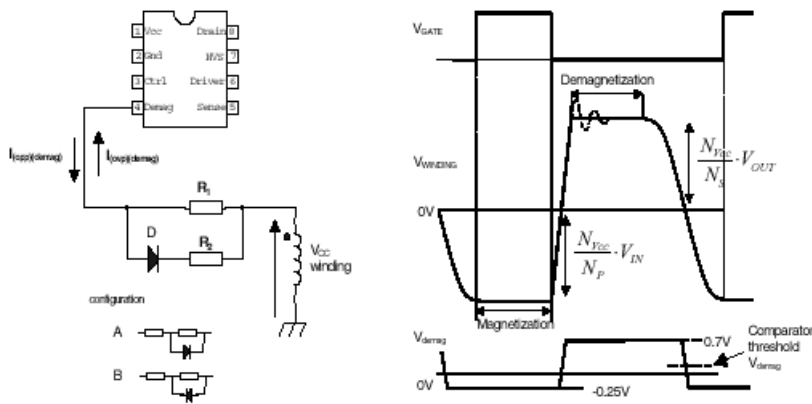 1 Vcc Drain 8
2 Gnd HVS 7
3 Ctrl Driver 6
4 Demag Sense 5
I(opp)(demag)
I(ovp)(demag)
R1
D
R2
VCC
winding
configuration
A
B
VGATE
Demagnetization
VWINDING
NVcc/NS · VOUT
0V
NVcc/NP · VIN
Magnetization
Vdemag
0.7V
Comparator
threshold
Vdemag
0V
-0.25V